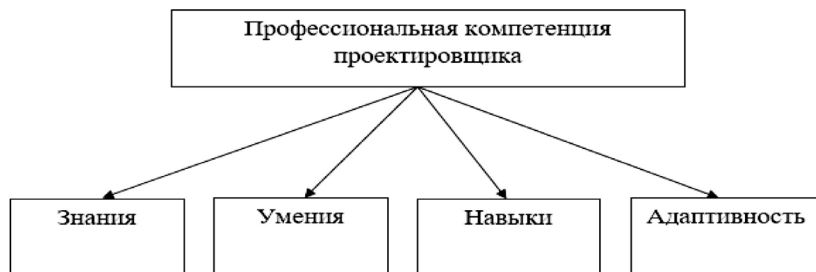 Профессиональная компетенция
проектировщика
Знания
Умения
Навыки
Адаптивность